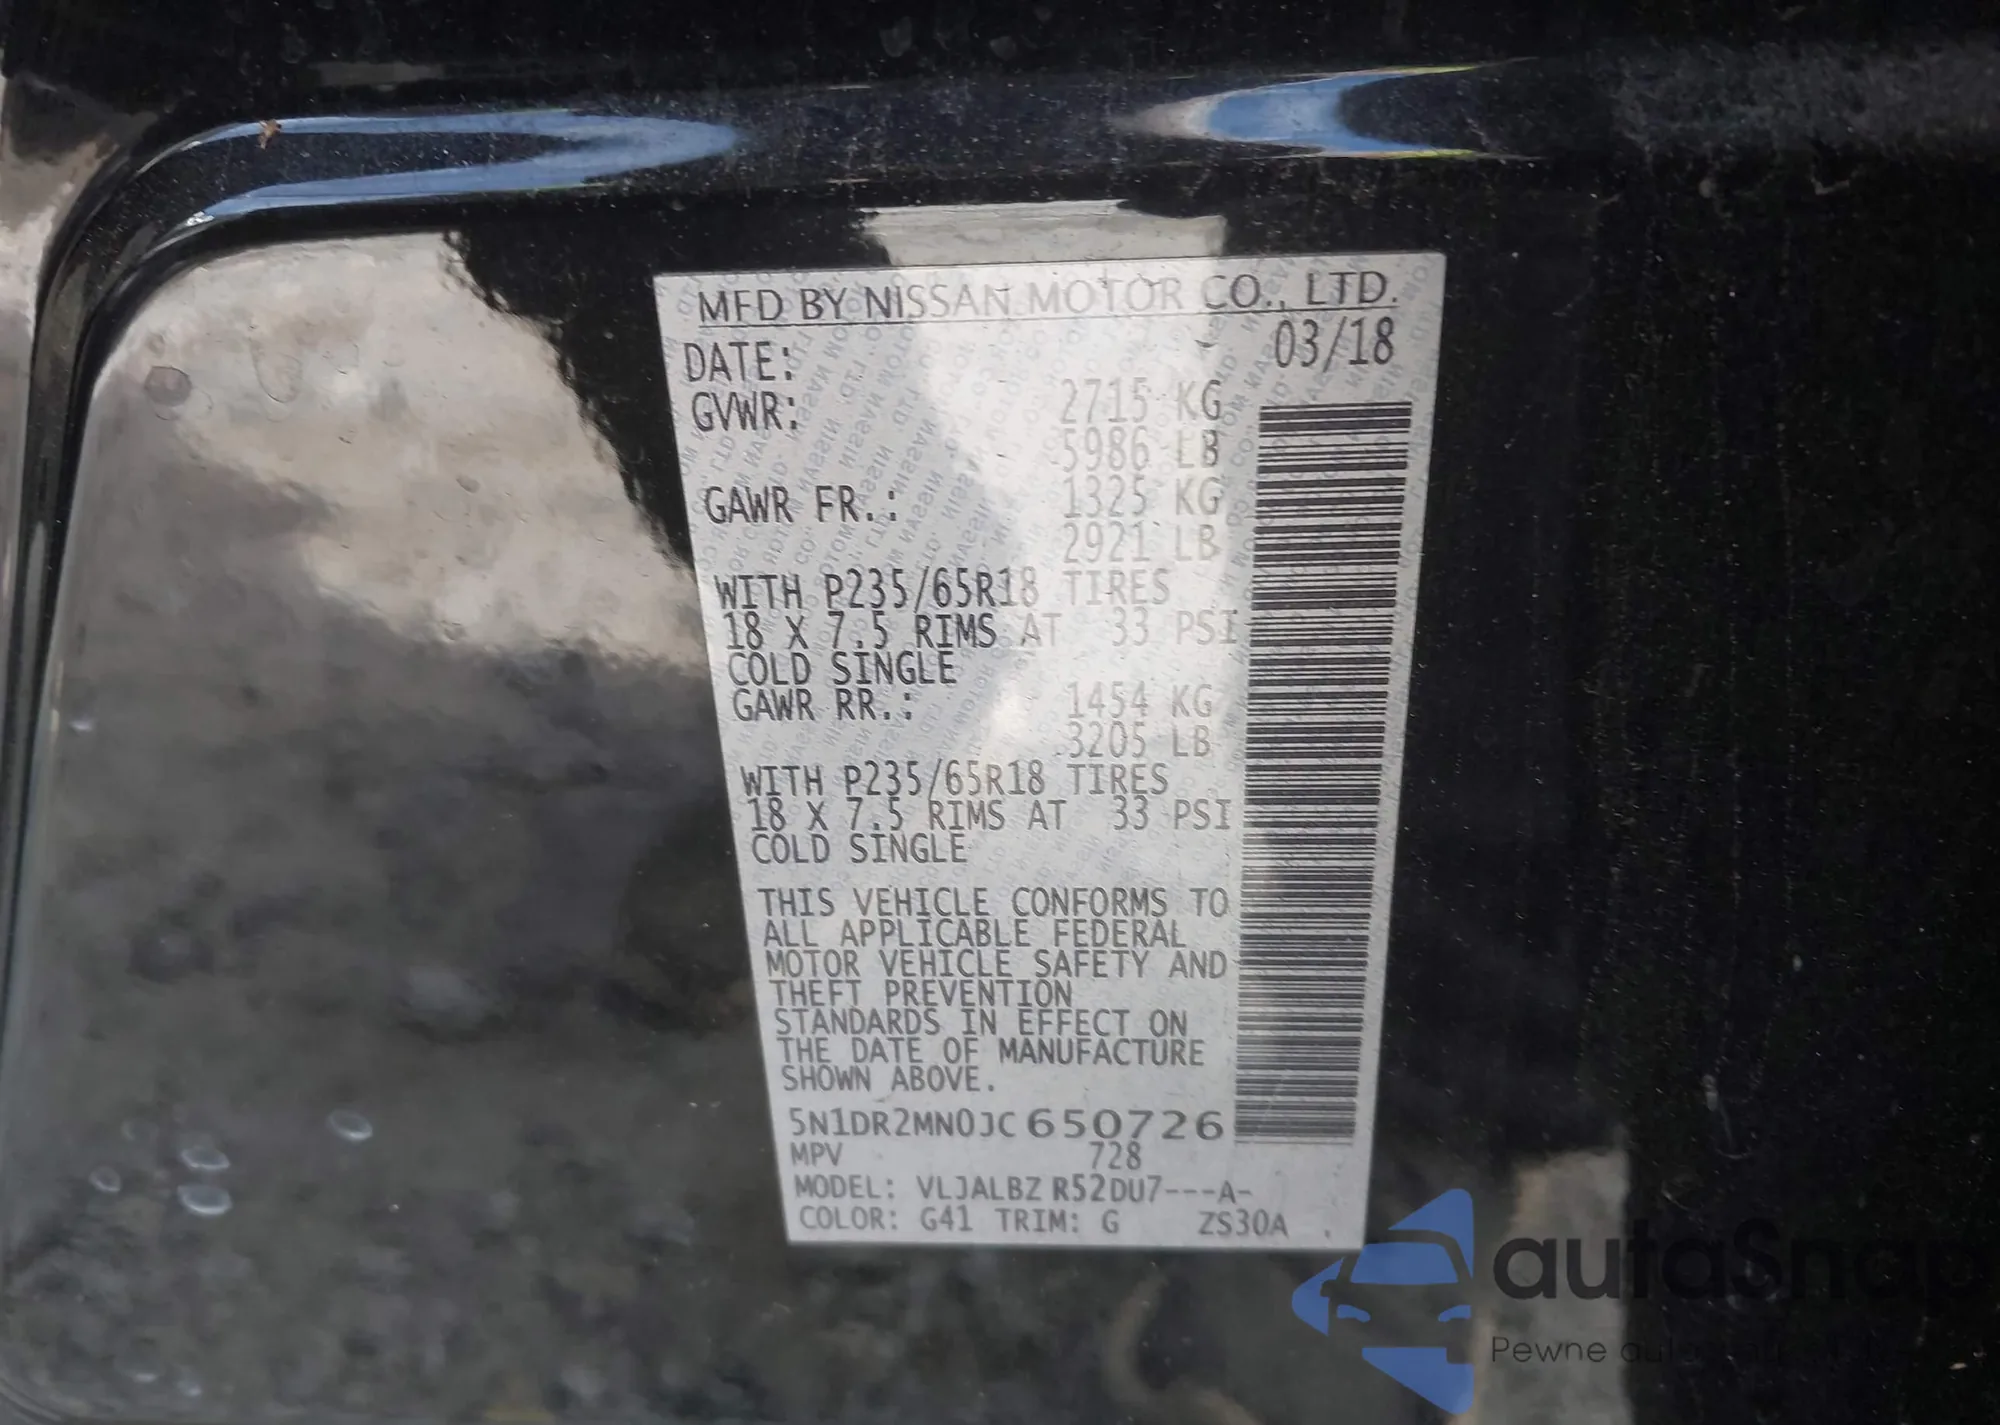 MFD BY NISSAN MOTOR CO., LTD.
DATE: 03/18
GVWR: 2715 KG
5986 LB
GAWR FR.: 1325 KG
2921 LB
WITH P235/65R18 TIRES
18 X 7.5 RIMS AT 33 PSI
COLD SINGLE
GAWR RR.: 1454 KG
3205 LB
WITH P235/65R18 TIRES
18 X 7.5 RIMS AT 33 PSI
COLD SINGLE
THIS VEHICLE CONFORMS TO
ALL APPLICABLE FEDERAL
MOTOR VEHICLE SAFETY AND
THEFT PREVENTION
STANDARDS IN EFFECT ON
THE DATE OF MANUFACTURE
SHOWN ABOVE.
5N1DR2MN0JC650726
MPV 728
MODEL: VLJALBZ R52DU7---A-
COLOR: G41 TRIM: G ZS30A
autaSnap
Pewne